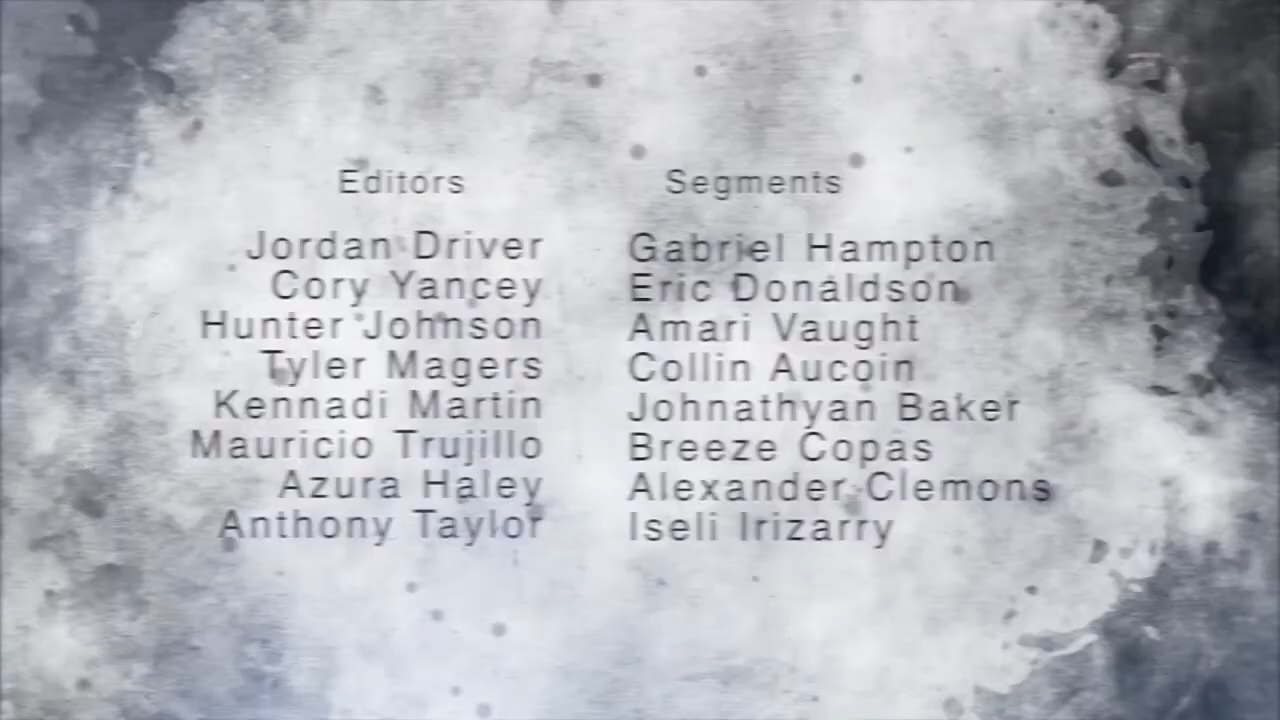 Editors
Jordan Driver
Cory Yancey
Hunter Johnson
Tyler Magers
Kennadi Martin
Mauricio Trujillo
Azura Haley
Anthony Taylor
Segments
Gabriel Hampton
Eric Donaldson
Amari Vaught
Collin Aucoin
Johnathyan Baker
Breeze Copas
Alexander Clemons
Iseli Irizarry